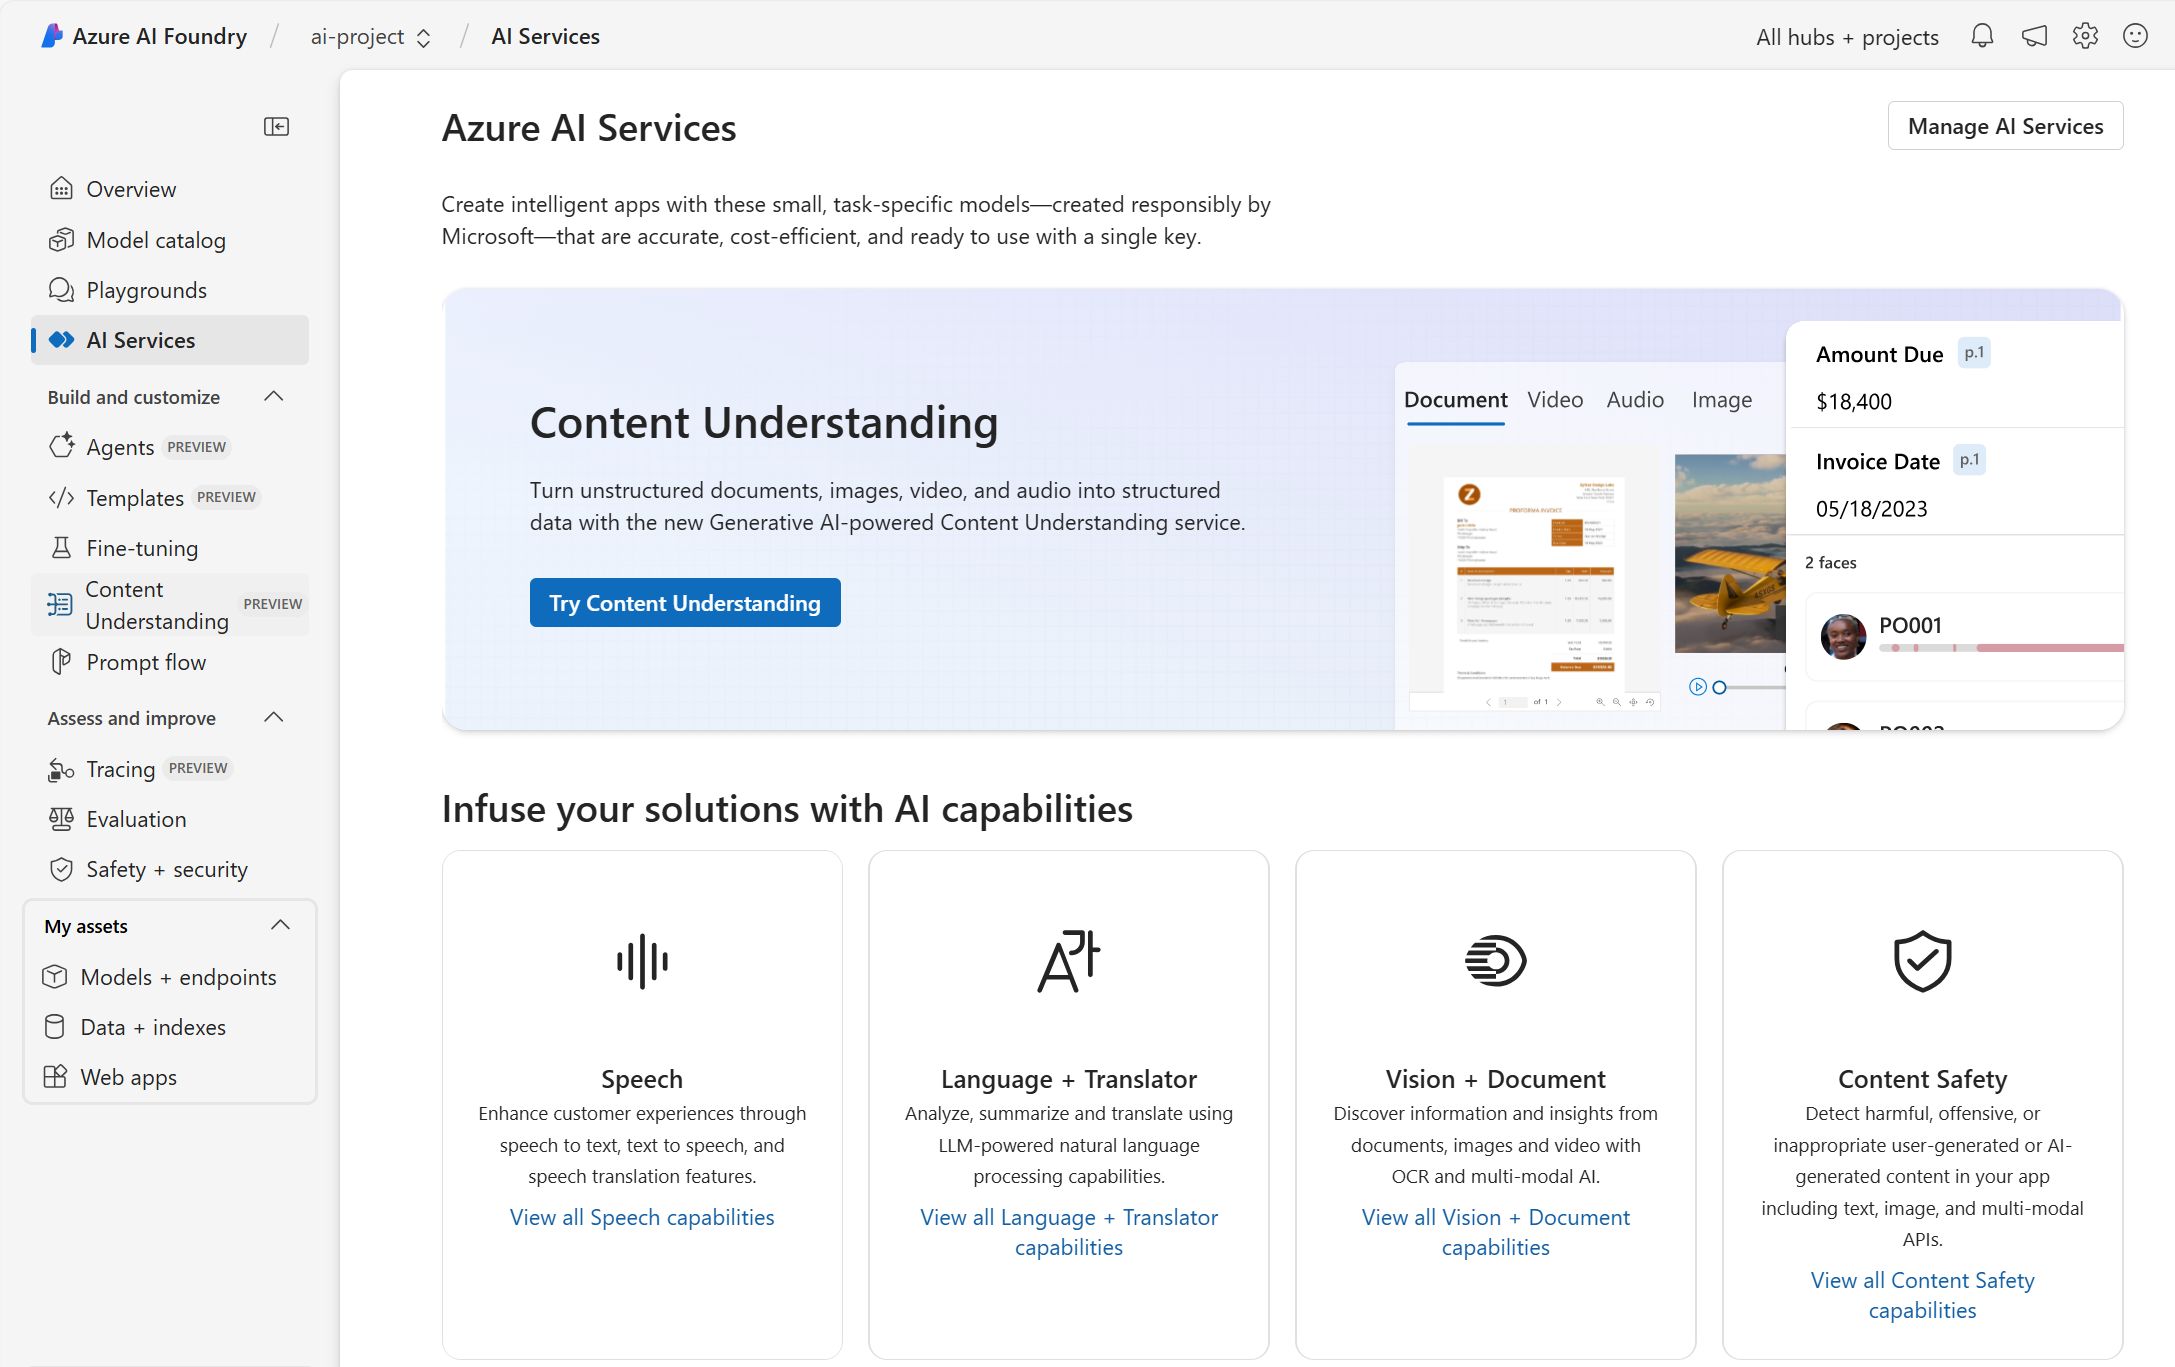 Azure AI Foundry / ai-project / AI Services
All hubs + projects
Overview
Model catalog
Playgrounds
AI Services
Build and customize
Agents PREVIEW
Templates PREVIEW
Fine-tuning
Content
Understanding PREVIEW
Prompt flow
Assess and improve
Tracing PREVIEW
Evaluation
Safety + security
My assets
Models + endpoints
Data + indexes
Web apps
Azure AI Services
Manage AI Services
Create intelligent apps with these small, task-specific models—created responsibly by
Microsoft—that are accurate, cost-efficient, and ready to use with a single key.
Content Understanding
Turn unstructured documents, images, video, and audio into structured
data with the new Generative AI-powered Content Understanding service.
Try Content Understanding
Document Video Audio Image
Z
PROFORMA INVOICE
1 of 1
Amount Due p.1
$18,400
Invoice Date p.1
05/18/2023
2 faces
PO001
Infuse your solutions with AI capabilities
Speech
Enhance customer experiences through
speech to text, text to speech, and
speech translation features.
View all Speech capabilities
Language + Translator
Analyze, summarize and translate using
LLM-powered natural language
processing capabilities.
View all Language + Translator
capabilities
Vision + Document
Discover information and insights from
documents, images and video with
OCR and multi-modal AI.
View all Vision + Document
capabilities
Content Safety
Detect harmful, offensive, or
inappropriate user-generated or AI-
generated content in your app
including text, image, and multi-modal
APIs.
View all Content Safety
capabilities